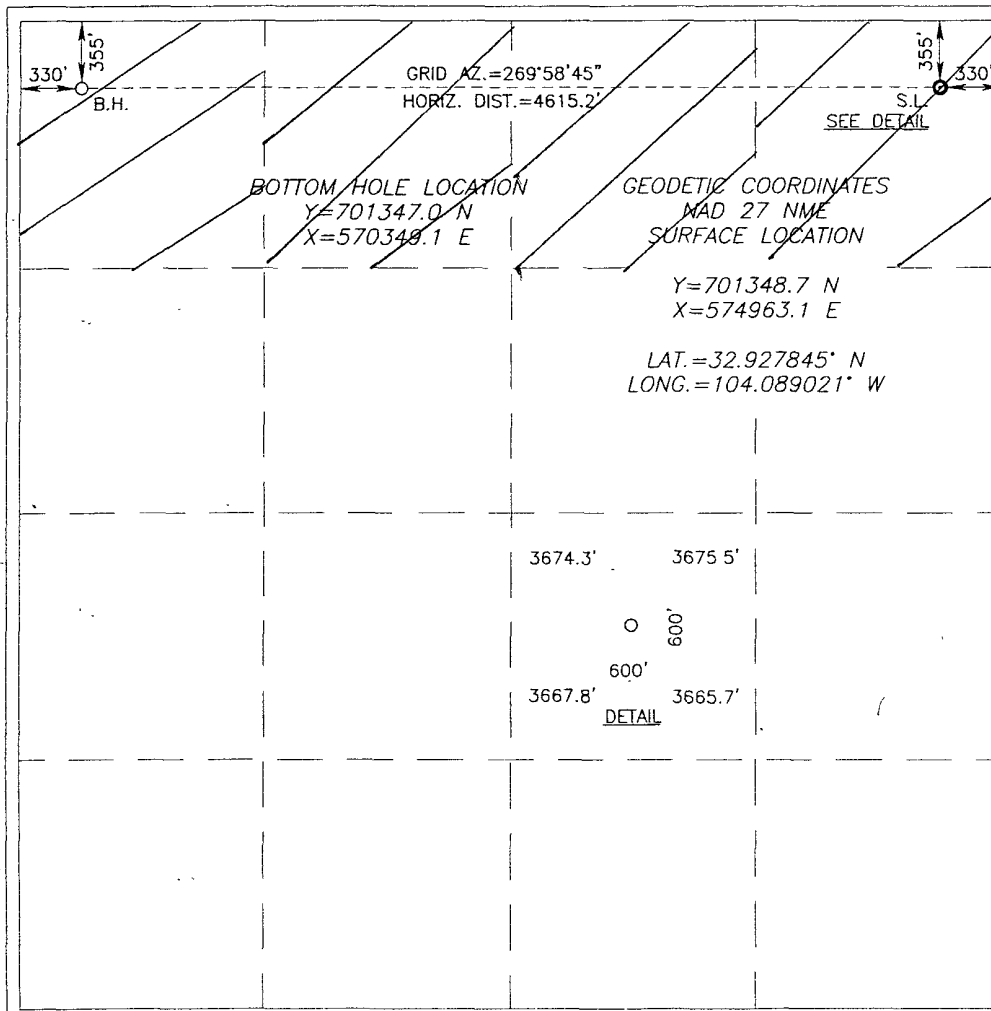 355'
355'
330'
330'
GRID AZ.=269°58'45"
B.H.
HORIZ. DIST.=4615.2'
S.L.
SEE DETAIL
BOTTOM HOLE LOCATION
Y=701347.0 N
X=570349.1 E
GEODETIC COORDINATES
NAD 27 NME
SURFACE LOCATION
Y=701348.7 N
X=574963.1 E
LAT.=32.927845° N
LONG.=104.089021° W
3674.3'
3675.5'
600'
600'
3667.8'
3665.7'
DETAIL